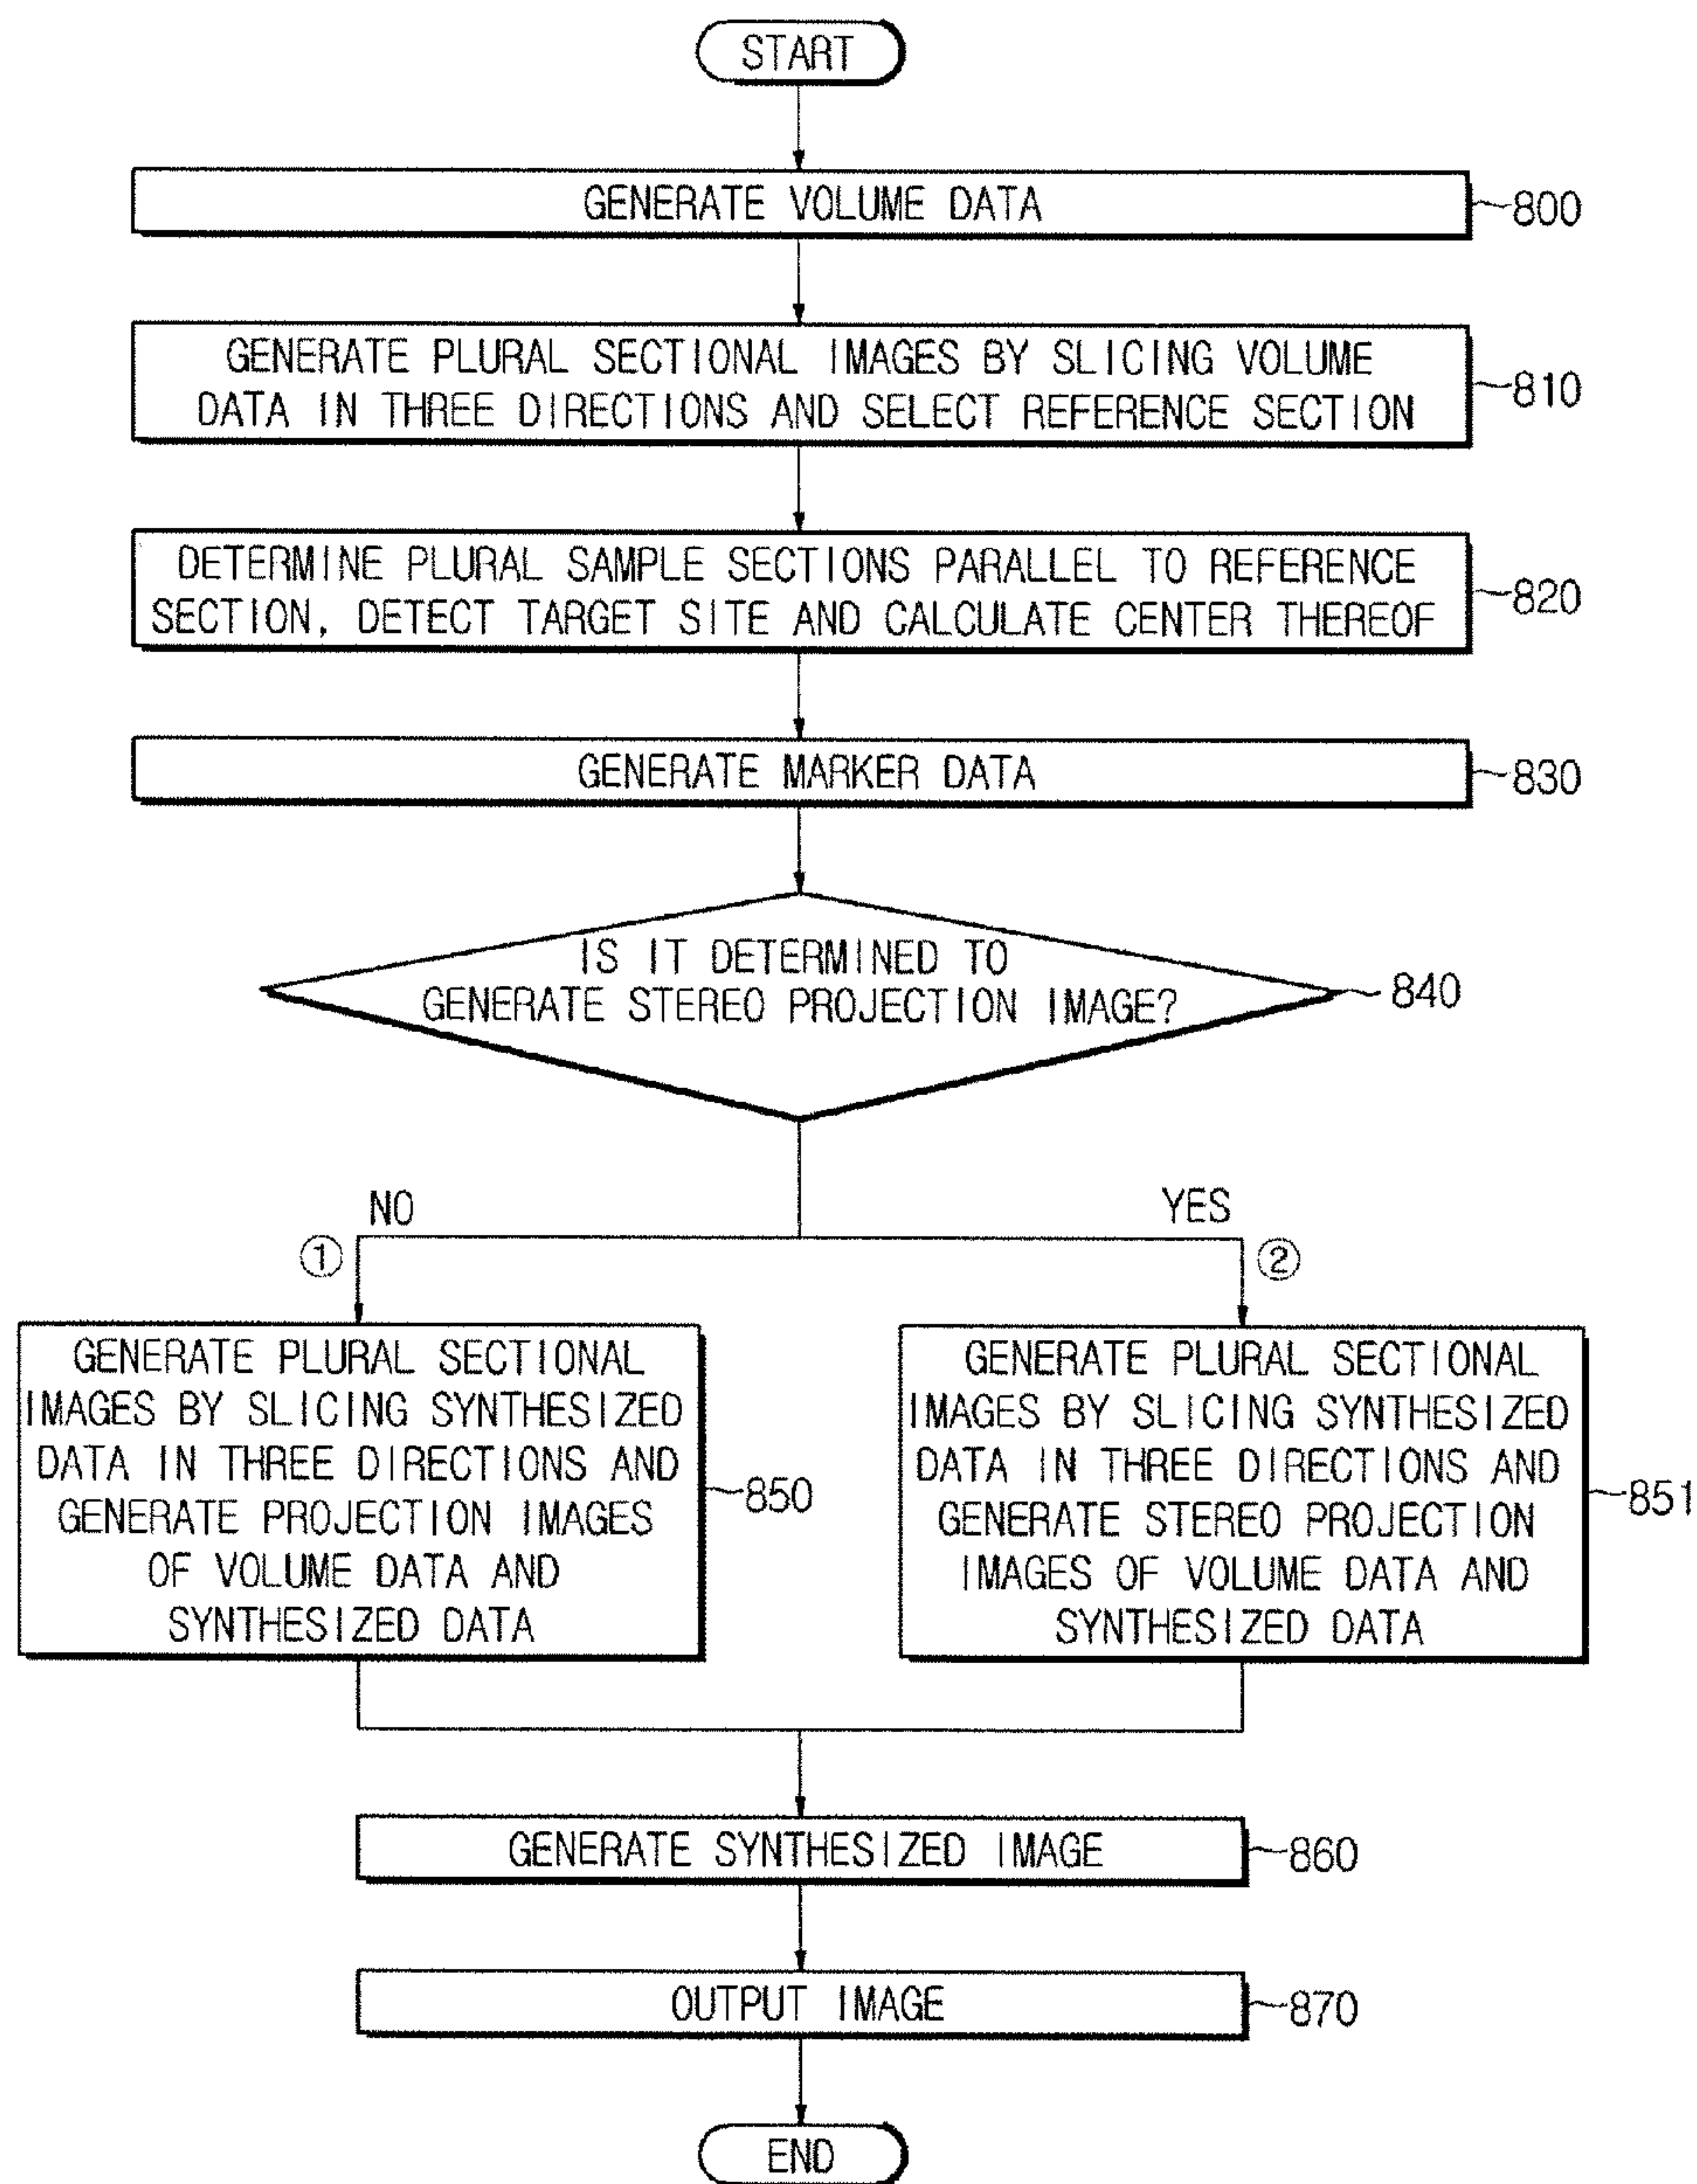 START
GENERATE VOLUME DATA
800
GENERATE PLURAL SECTIONAL IMAGES BY SLICING VOLUME
DATA IN THREE DIRECTIONS AND SELECT REFERENCE SECTION
810
DETERMINE PLURAL SAMPLE SECTIONS PARALLEL TO REFERENCE
SECTION, DETECT TARGET SITE AND CALCULATE CENTER THEREOF
820
GENERATE MARKER DATA
830
IS IT DETERMINED TO
GENERATE STEREO PROJECTION IMAGE?
840
NO
①
YES
②
GENERATE PLURAL SECTIONAL
IMAGES BY SLICING SYNTHESIZED
DATA IN THREE DIRECTIONS AND
GENERATE PROJECTION IMAGES
OF VOLUME DATA AND
SYNTHESIZED DATA
850
GENERATE PLURAL SECTIONAL
IMAGES BY SLICING SYNTHESIZED
DATA IN THREE DIRECTIONS AND
GENERATE STEREO PROJECTION
IMAGES OF VOLUME DATA AND
SYNTHESIZED DATA
851
GENERATE SYNTHESIZED IMAGE
860
OUTPUT IMAGE
870
END